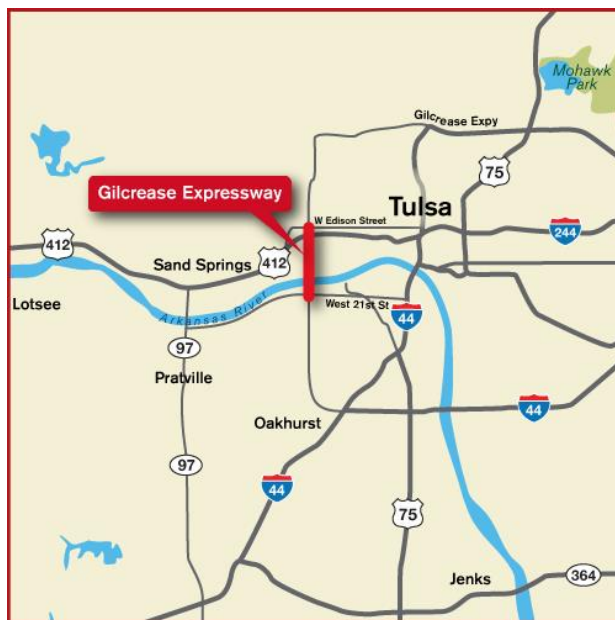 Mohawk
Park
Gilcrease Expy
75
Gilcrease Expressway
W Edison Street
Tulsa
244
412
412
Sand Springs
Lotsee
Arkansas River
West 21st St
44
97
Pratville
44
Oakhurst
97
44
75
Jenks
364